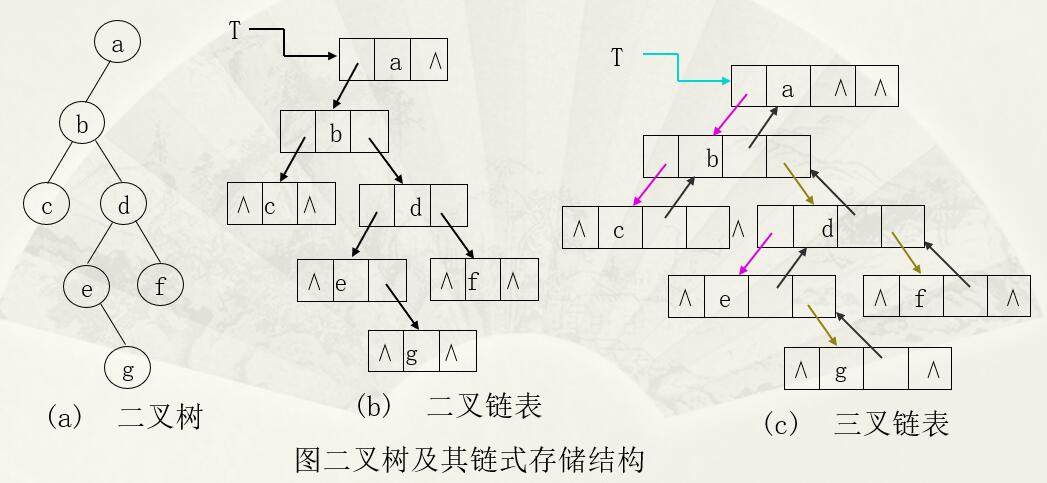 a
b
c d
e f
g
(a) 二叉树
T
a ∧
b
∧ c ∧
d
∧ e
∧ f ∧
∧ g ∧
(b) 二叉链表
T
a ∧ ∧
b
∧ c ∧
d
∧ e
∧ f ∧
∧ g ∧
(c) 三叉链表
图二叉树及其链式存储结构